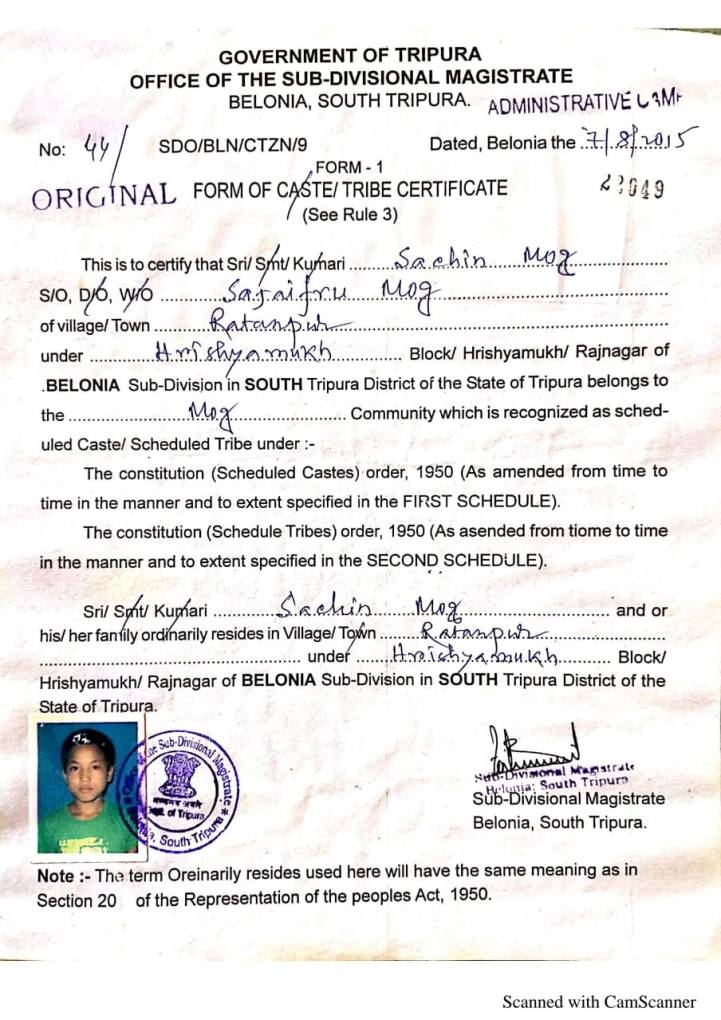 GOVERNMENT OF TRIPURA
OFFICE OF THE SUB-DIVISIONAL MAGISTRATE
BELONIA, SOUTH TRIPURA. ADMINISTRATIVE
No: 44/ SDO/BLN/CTZN/9 Dated, Belonia the 7/8/2015
FORM - 1
ORIGINAL FORM OF CASTE/ TRIBE CERTIFICATE
(See Rule 3)
This is to certify that Sri/ Smt/ Kumari Sachin Mog
S/O, D/O, W/O Mog
of village/ Town Ratanpur
under Hrishyamukh Block/ Hrishyamukh/ Rajnagar of
.BELONIA Sub-Division in SOUTH Tripura District of the State of Tripura belongs to
the Mog Community which is recognized as sched-
uled Caste/ Scheduled Tribe under :-
The constitution (Scheduled Castes) order, 1950 (As amended from time to
time in the manner and to extent specified in the FIRST SCHEDULE).
The constitution (Schedule Tribes) order, 1950 (As asended from tiome to time
in the manner and to extent specified in the SECOND SCHEDULE).
Sri/ Smt/ Kumari Sachin Mog and or
his/ her family ordinarily resides in Village/ Town Ratanpur
under Hrishyamukh Block/
Hrishyamukh/ Rajnagar of BELONIA Sub-Division in SOUTH Tripura District of the
State of Tripura.
the Sub-Divisional Magistrate
सत्यमेव जयते
of Tripura
South Tripura
Sub-Divisional Magistrate
Belonia: South Tripura
Sub-Divisional Magistrate
Belonia, South Tripura.
Note :- The term Oreinarily resides used here will have the same meaning as in
Section 20 of the Representation of the peoples Act, 1950.
Scanned with CamScanner